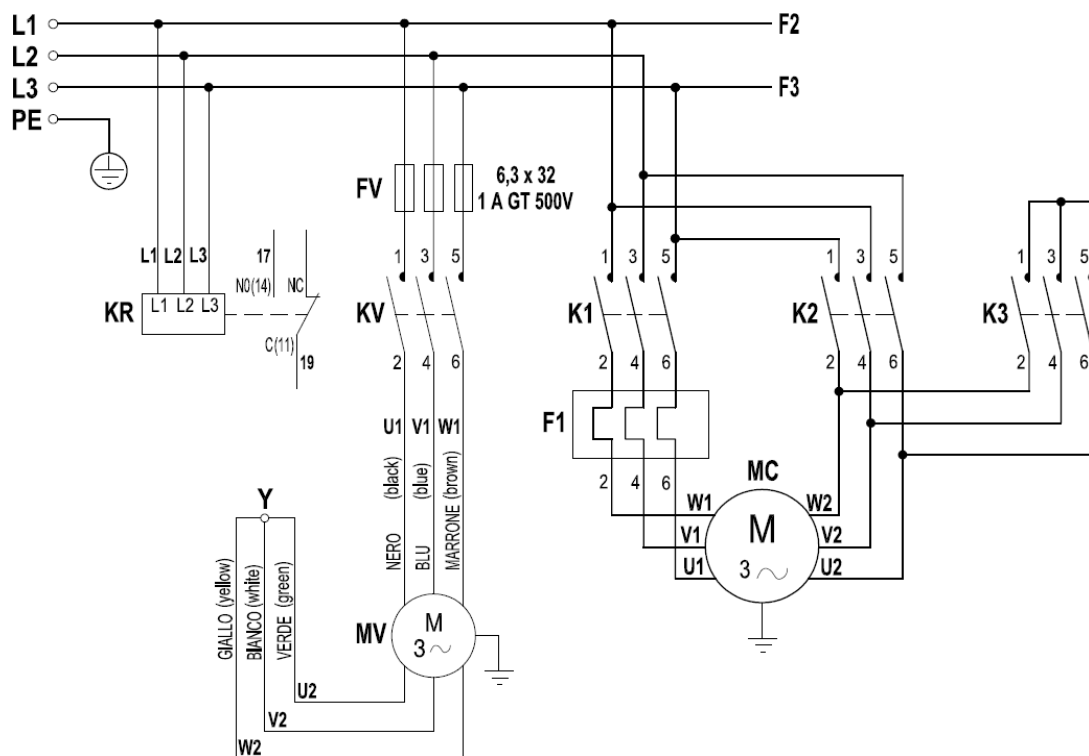 L1
F2
L2
L3
F3
PE
FV
6,3 x 32
1 A GT 500V
L1 L2 L3
17
N0(14)
NC
KR
L1 L2 L3
C(11)
19
1 3 5
KV
2 4 6
1 3 5
K1
2 4 6
1 3 5
K2
2 4 6
1 3 5
K3
2 4 6
F1
2 4 6
U1 V1 W1
NERO (black)
BLU (blue)
MARRONE (brown)
Y
GIALLO (yellow)
BIANCO (white)
VERDE (green)
MC
W1
W2
M
V1
V2
3
U1
U2
MV
M
3
U2
V2
W2